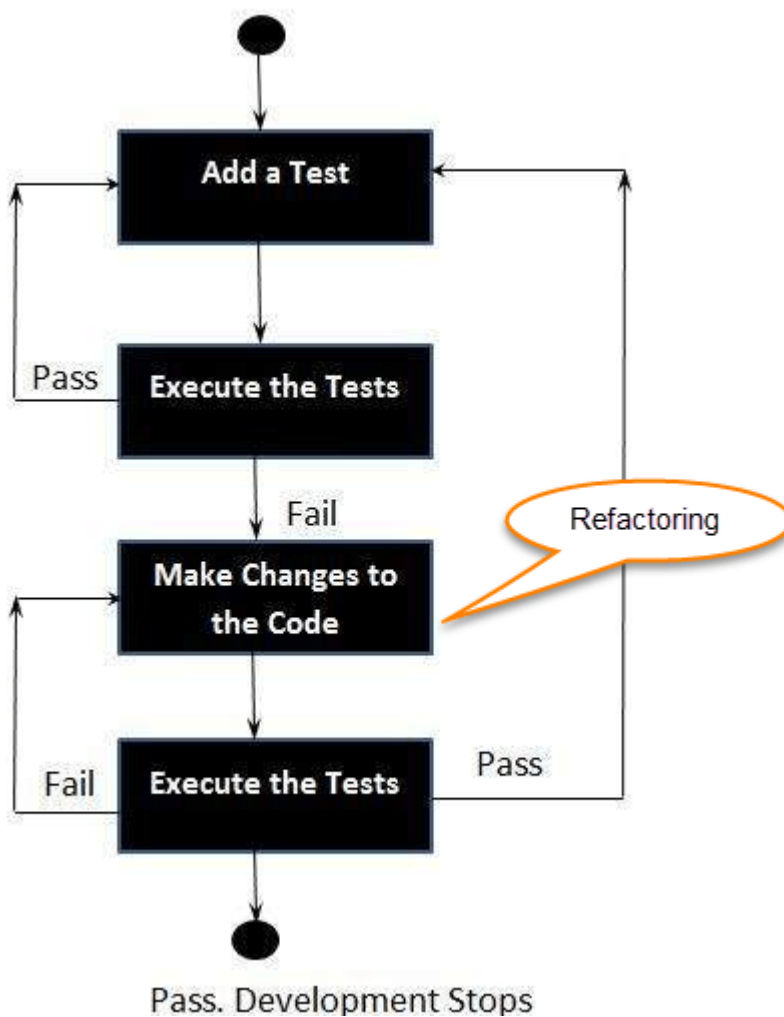 Add a Test
Pass
Execute the Tests
Fail
Refactoring
Make Changes to
the Code
Fail
Execute the Tests
Pass
Pass. Development Stops